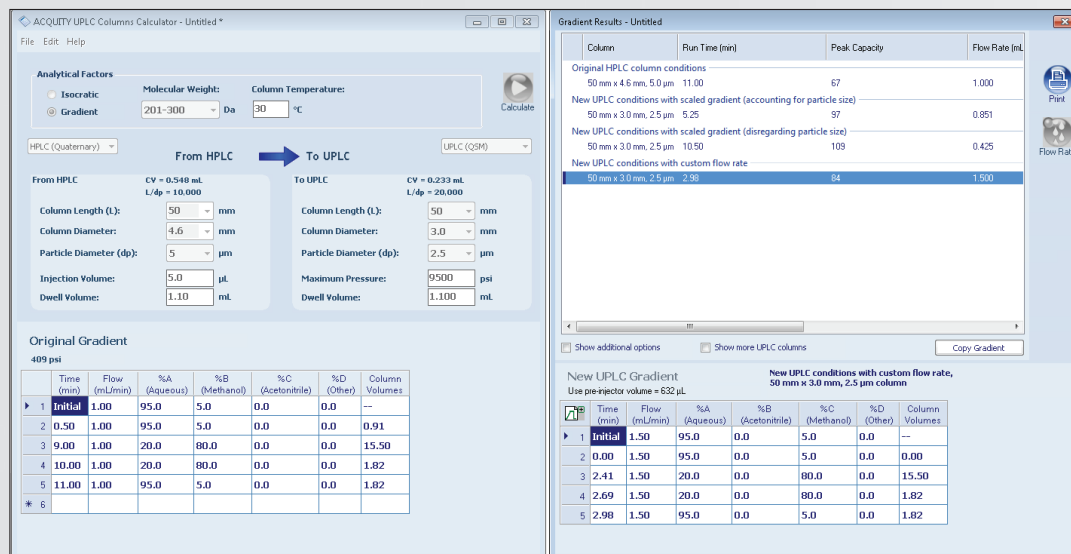 ACQUITY UPLC Columns Calculator - Untitled *
File Edit Help
Analytical Factors
Isocratic
Gradient
Molecular Weight:
201-300 Da
Column Temperature:
30 °C
Calculate
HPLC (Quaternary)
From HPLC To UPLC
UPLC (QSM)
From HPLC
CV = 0.548 mL
L/dp = 10,000
Column Length (L): 50 mm
Column Diameter: 4.6 mm
Particle Diameter (dp): 5 µm
Injection Volume: 5.0 µL
Dwell Volume: 1.10 mL
To UPLC
CV = 0.233 mL
L/dp = 20,000
Column Length (L): 50 mm
Column Diameter: 3.0 mm
Particle Diameter (dp): 2.5 µm
Maximum Pressure: 9500 psi
Dwell Volume: 1.100 mL
Original Gradient
409 psi
Time (min) Flow (mL/min) %A (Aqueous) %B (Methanol) %C (Acetonitrile) %D (Other) Column Volumes
1 Initial 1.00 95.0 5.0 0.0 0.0 --
2 0.50 1.00 95.0 5.0 0.0 0.0 0.91
3 9.00 1.00 20.0 80.0 0.0 0.0 15.50
4 10.00 1.00 20.0 80.0 0.0 0.0 1.82
5 11.00 1.00 95.0 5.0 0.0 0.0 1.82
* 6
Gradient Results - Untitled
Column Run Time (min) Peak Capacity Flow Rate (mL
Original HPLC column conditions
50 mm x 4.6 mm, 5.0 µm 11.00 67 1.000
New UPLC conditions with scaled gradient (accounting for particle size)
50 mm x 3.0 mm, 2.5 µm 5.25 97 0.851
New UPLC conditions with scaled gradient (disregarding particle size)
50 mm x 3.0 mm, 2.5 µm 10.50 109 0.425
New UPLC conditions with custom flow rate
50 mm x 3.0 mm, 2.5 µm 2.98 84 1.500
Print
Flow Rat
Show additional options
Show more UPLC columns
Copy Gradient
New UPLC Gradient
Use pre-injector volume = 632 µL
New UPLC conditions with custom flow rate,
50 mm x 3.0 mm, 2.5 µm column
Time (min) Flow (mL/min) %A (Aqueous) %B (Acetonitrile) %C (Methanol) %D (Other) Column Volumes
1 Initial 1.50 95.0 0.0 5.0 0.0 --
2 0.00 1.50 95.0 0.0 5.0 0.0 0.00
3 2.41 1.50 20.0 0.0 80.0 0.0 15.50
4 2.69 1.50 20.0 0.0 80.0 0.0 1.82
5 2.98 1.50 95.0 0.0 5.0 0.0 1.82